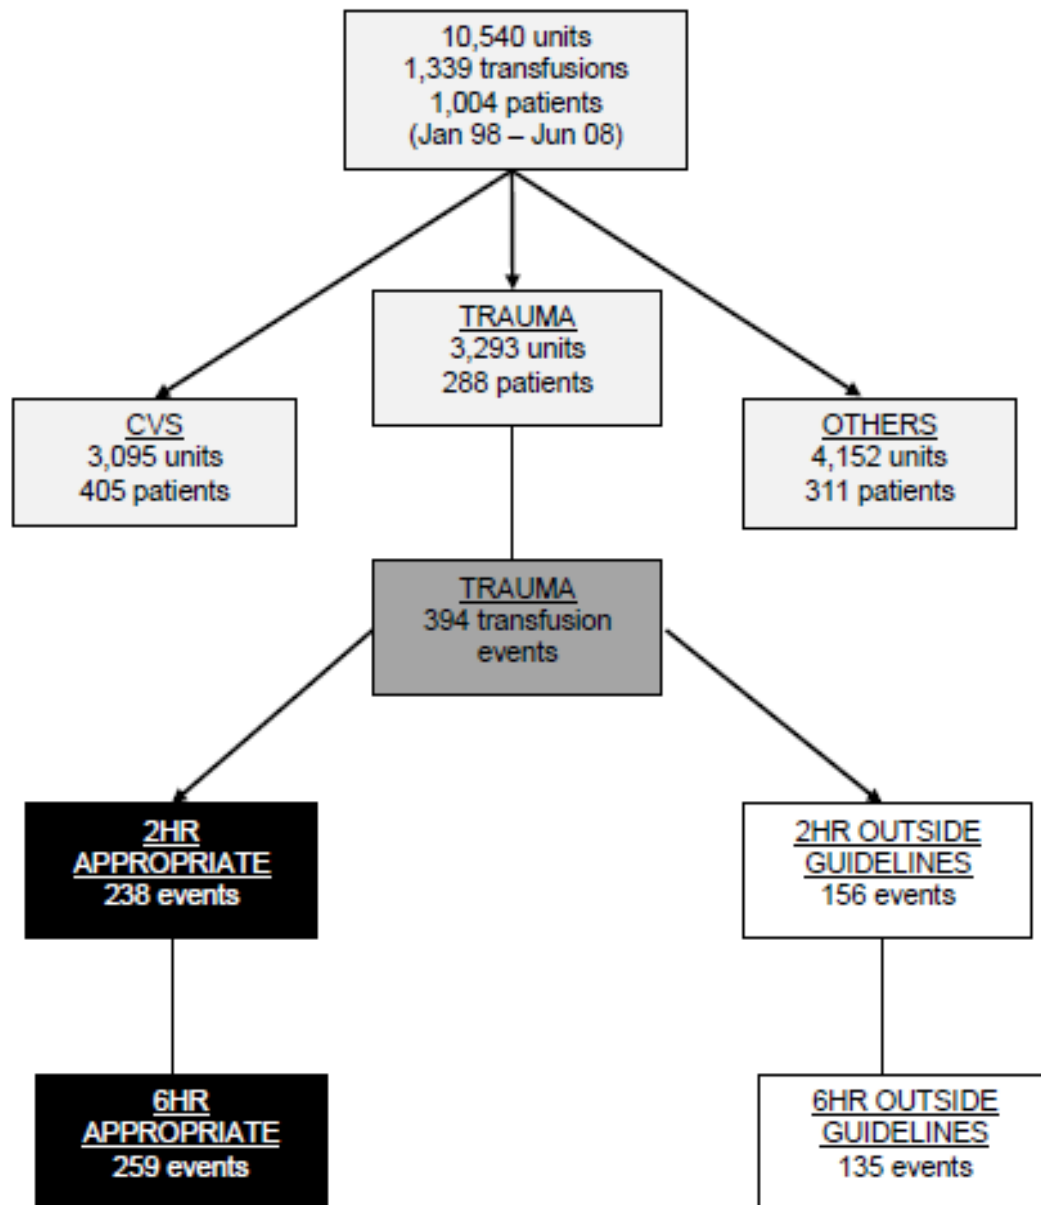 10,540 units
1,339 transfusions
1,004 patients
(Jan 98 – Jun 08)
TRAUMA
3,293 units
288 patients
CVS
3,095 units
405 patients
OTHERS
4,152 units
311 patients
TRAUMA
394 transfusion
events
2HR
APPROPRIATE
238 events
2HR OUTSIDE
GUIDELINES
156 events
6HR
APPROPRIATE
259 events
6HR OUTSIDE
GUIDELINES
135 events